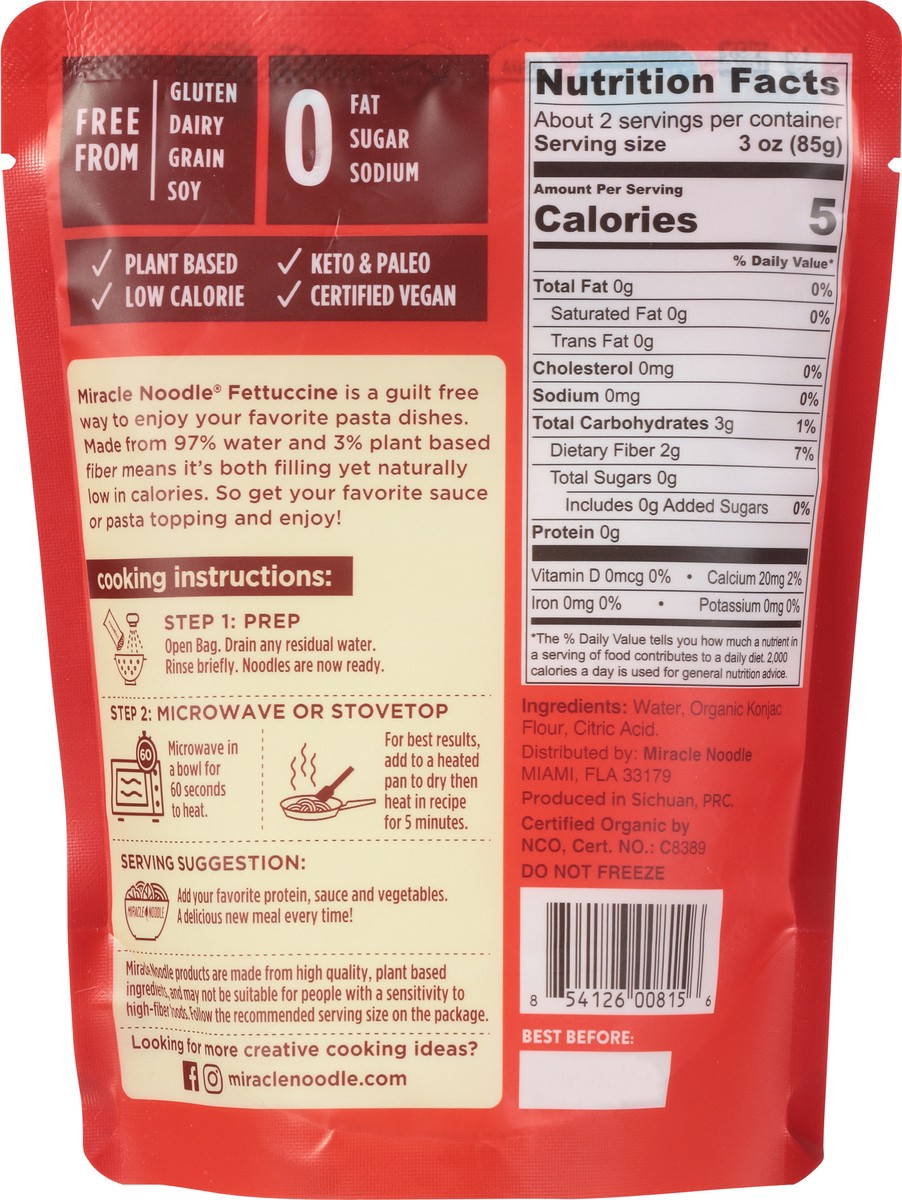 FREE FROM
GLUTEN
DAIRY
GRAIN
SOY
0
FAT
SUGAR
SODIUM
✓ PLANT BASED ✓ KETO & PALEO
✓ LOW CALORIE ✓ CERTIFIED VEGAN
Miracle Noodle® Fettuccine is a guilt free
way to enjoy your favorite pasta dishes.
Made from 97% water and 3% plant based
fiber means it's both filling yet naturally
low in calories. So get your favorite sauce
or pasta topping and enjoy!
cooking instructions:
STEP 1: PREP
Open Bag. Drain any residual water.
Rinse briefly. Noodles are now ready.
STEP 2: MICROWAVE OR STOVETOP
60
Microwave in
a bowl for
60 seconds
to heat.
For best results,
add to a heated
pan to dry then
heat in recipe
for 5 minutes.
SERVING SUGGESTION:
MIRACLE NOODLE
Add your favorite protein, sauce and vegetables.
A delicious new meal every time!
Miracle Noodle products are made from high quality, plant based
ingredients, and may not be suitable for people with a sensitivity to
high-fiber foods. Follow the recommended serving size on the package.
Looking for more creative cooking ideas?
miraclenoodle.com
Nutrition Facts
About 2 servings per container
Serving size 3 oz (85g)
Amount Per Serving
Calories 5
% Daily Value*
Total Fat 0g 0%
Saturated Fat 0g 0%
Trans Fat 0g
Cholesterol 0mg 0%
Sodium 0mg 0%
Total Carbohydrates 3g 1%
Dietary Fiber 2g 7%
Total Sugars 0g
Includes 0g Added Sugars 0%
Protein 0g
Vitamin D 0mcg 0% • Calcium 20mg 2%
Iron 0mg 0% • Potassium 0mg 0%
*The % Daily Value tells you how much a nutrient in
a serving of food contributes to a daily diet. 2,000
calories a day is used for general nutrition advice.
Ingredients: Water, Organic Konjac
Flour, Citric Acid.
Distributed by: Miracle Noodle
MIAMI, FLA 33179
Produced in Sichuan, PRC.
Certified Organic by
NCO, Cert. NO.: C8389
DO NOT FREEZE
8 54126 00815 6
BEST BEFORE: